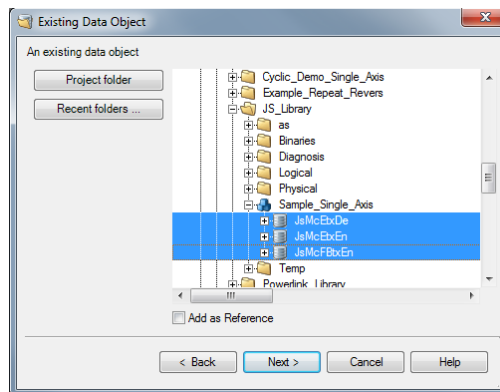 Existing Data Object
An existing data object
Project folder
Recent folders ...
Cyclic_Demo_Single_Axis
Example_Repeat_Revers
JS_Library
as
Binaries
Diagnosis
Logical
Physical
Sample_Single_Axis
JsMcEtxDe
JsMcEtxEn
JsMcFBtxEn
Temp
Powerlink_Library
Add as Reference
< Back
Next >
Cancel
Help